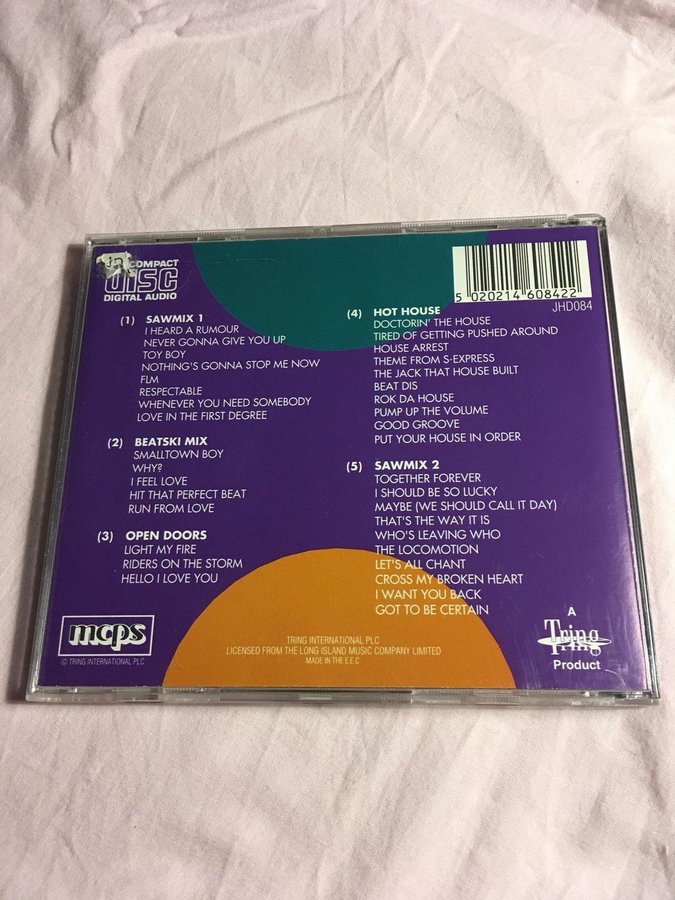 COMPACT
disc
DIGITAL AUDIO
5 020214 608422
JHD084
(1) SAWMIX 1
I HEARD A RUMOUR
NEVER GONNA GIVE YOU UP
TOY BOY
NOTHING'S GONNA STOP ME NOW
FLM
RESPECTABLE
WHENEVER YOU NEED SOMEBODY
LOVE IN THE FIRST DEGREE
(2) BEATSKI MIX
SMALLTOWN BOY
WHY?
I FEEL LOVE
HIT THAT PERFECT BEAT
RUN FROM LOVE
(3) OPEN DOORS
LIGHT MY FIRE
RIDERS ON THE STORM
HELLO I LOVE YOU
(4) HOT HOUSE
DOCTORIN' THE HOUSE
TIRED OF GETTING PUSHED AROUND
HOUSE ARREST
THEME FROM S-EXPRESS
THE JACK THAT HOUSE BUILT
BEAT DIS
ROK DA HOUSE
PUMP UP THE VOLUME
GOOD GROOVE
PUT YOUR HOUSE IN ORDER
(5) SAWMIX 2
TOGETHER FOREVER
I SHOULD BE SO LUCKY
MAYBE (WE SHOULD CALL IT DAY)
THAT'S THE WAY IT IS
WHO'S LEAVING WHO
THE LOCOMOTION
LET'S ALL CHANT
CROSS MY BROKEN HEART
I WANT YOU BACK
GOT TO BE CERTAIN
mcps
© TRING INTERNATIONAL PLC
TRING INTERNATIONAL PLC
LICENSED FROM THE LONG ISLAND MUSIC COMPANY LIMITED
MADE IN THE E.E.C
A
Tring
Product